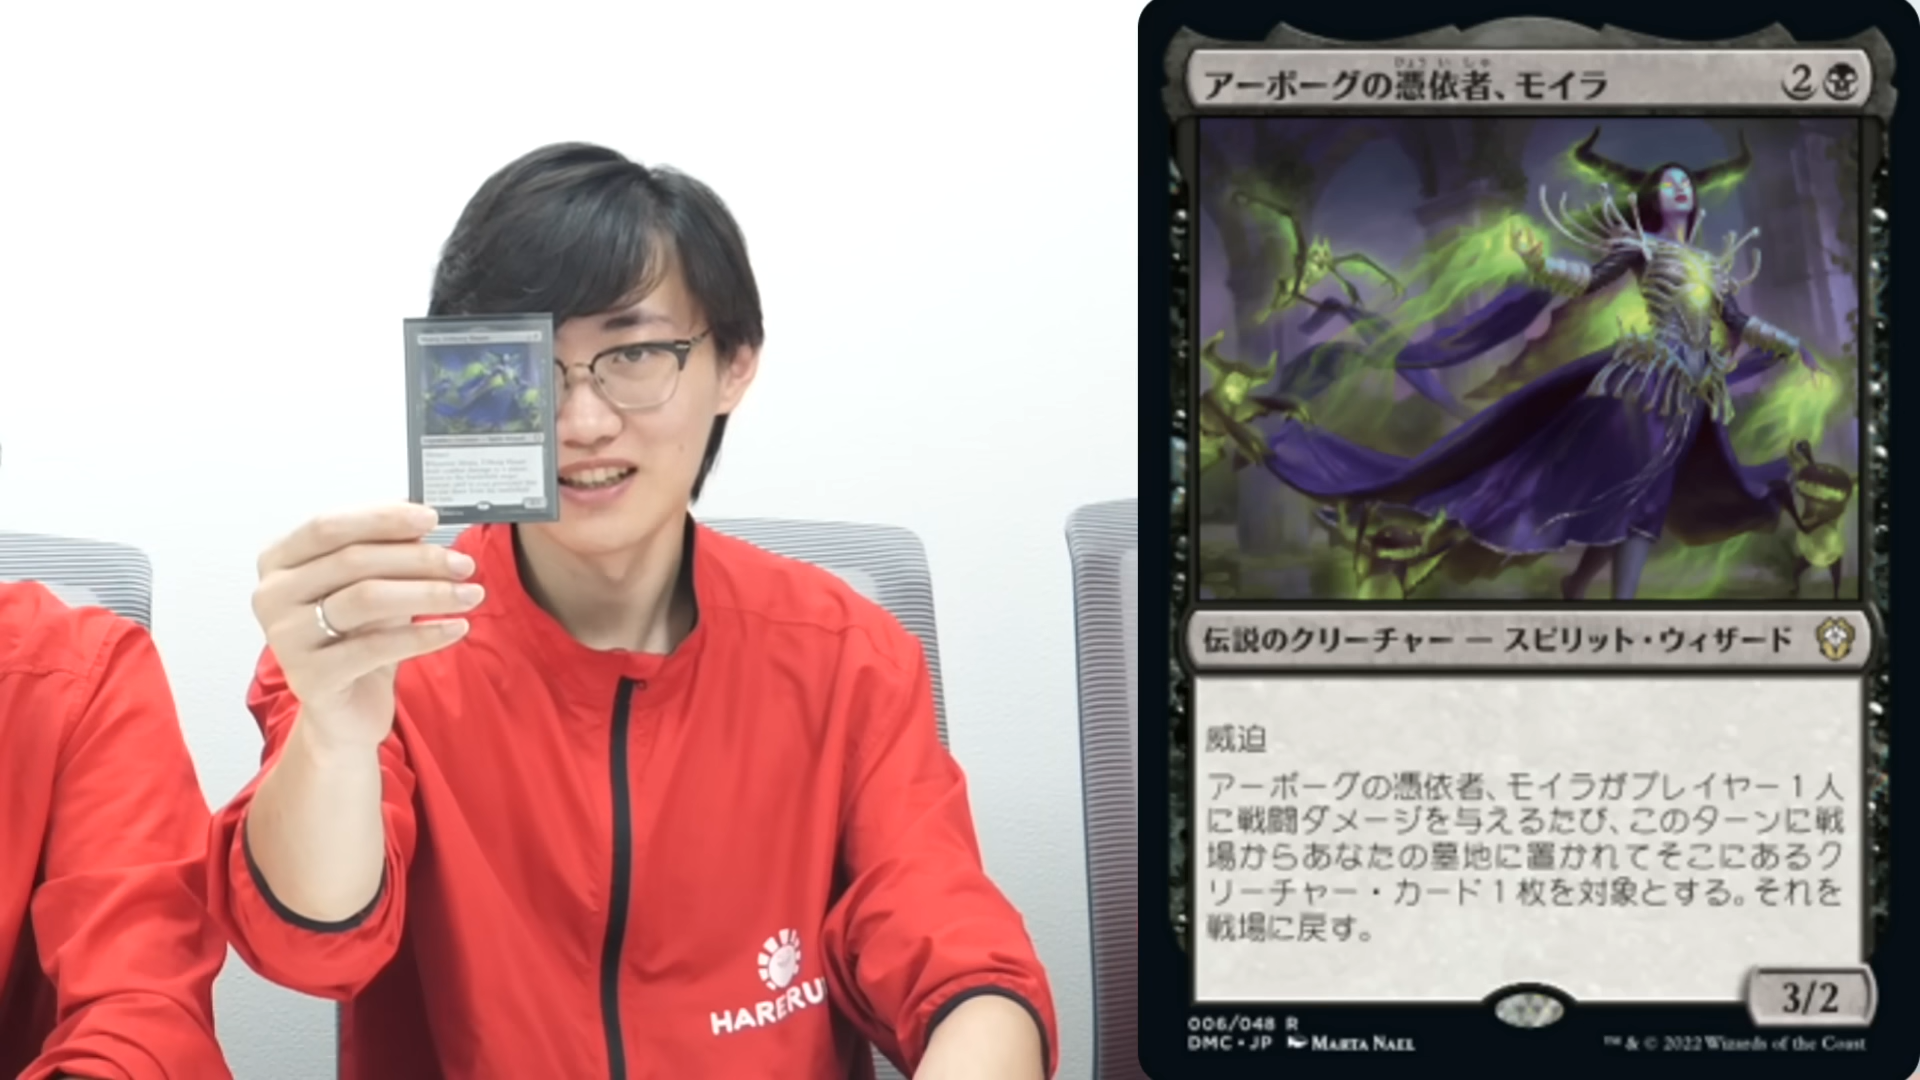 HARERU
アーボーグの憑依者、モイラ 2
ひょういしゃ
伝説のクリーチャー ― スピリット・ウィザード
威迫
アーボーグの憑依者、モイラがプレイヤー1人
に戦闘ダメージを与えるたび、このターンに戦
場からあなたの墓地に置かれてそこにあるク
リーチャー・カード1枚を対象とする。それを
戦場に戻す。
3/2
006/048 R
DMC・JP MARTA NAEL
™ & © 2022 Wizards of the Coast